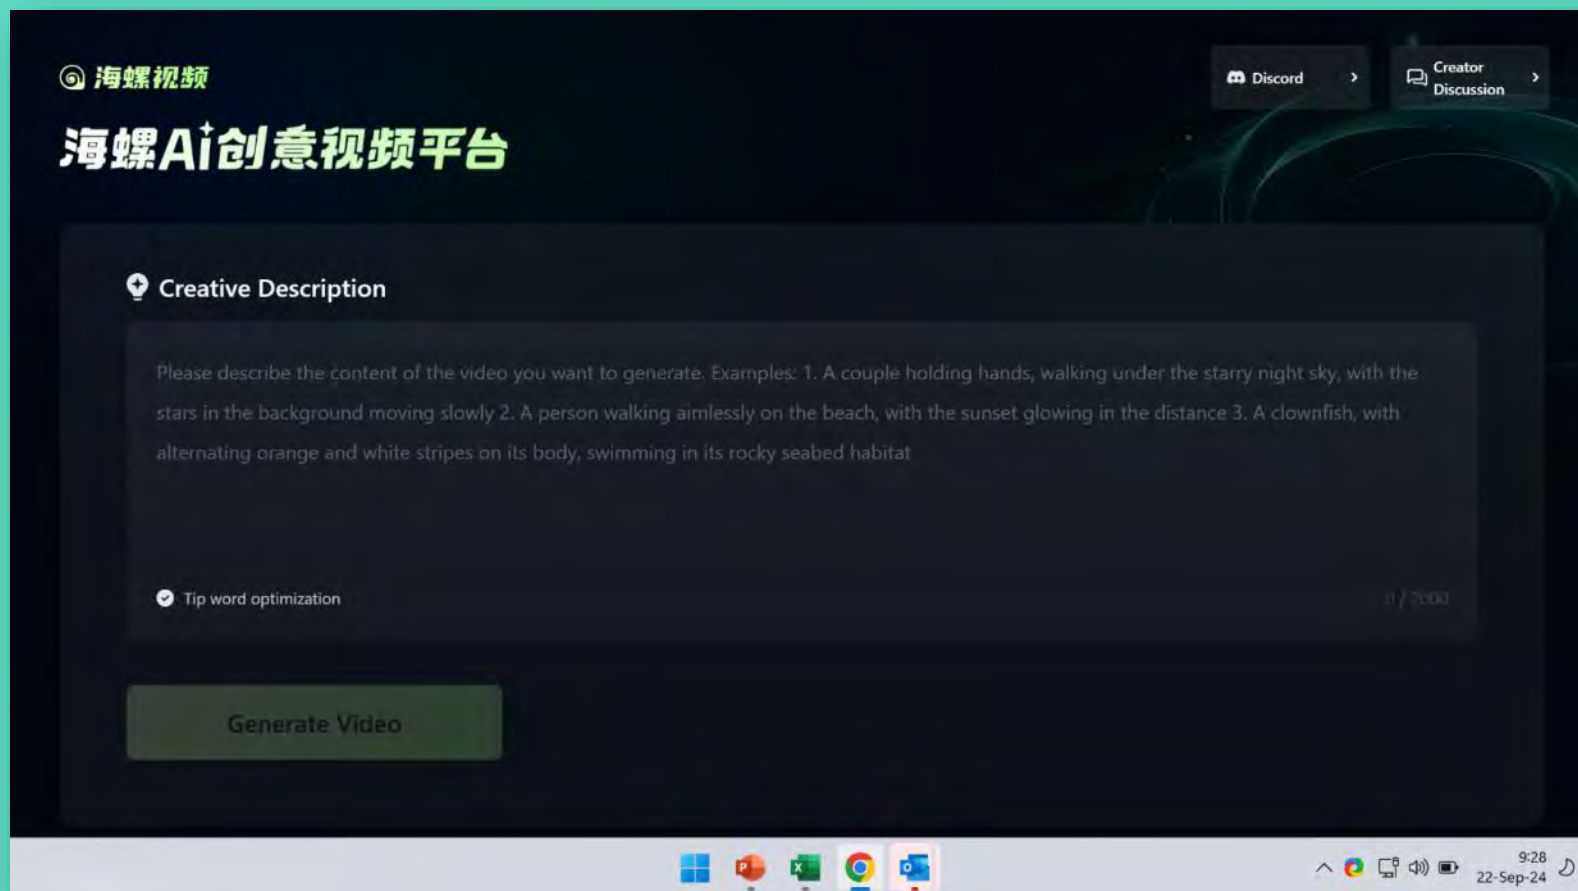 海螺视频
海螺Ai创意视频平台
Discord
Creator
Discussion
Creative Description
Please describe the content of the video you want to generate. Examples: 1. A couple holding hands, walking under the starry night sky, with the
stars in the background moving slowly 2. A person walking aimlessly on the beach, with the sunset glowing in the distance 3. A clownfish, with
alternating orange and white stripes on its body, swimming in its rocky seabed habitat
Tip word optimization
Generate Video
9:28
22-Sep-24